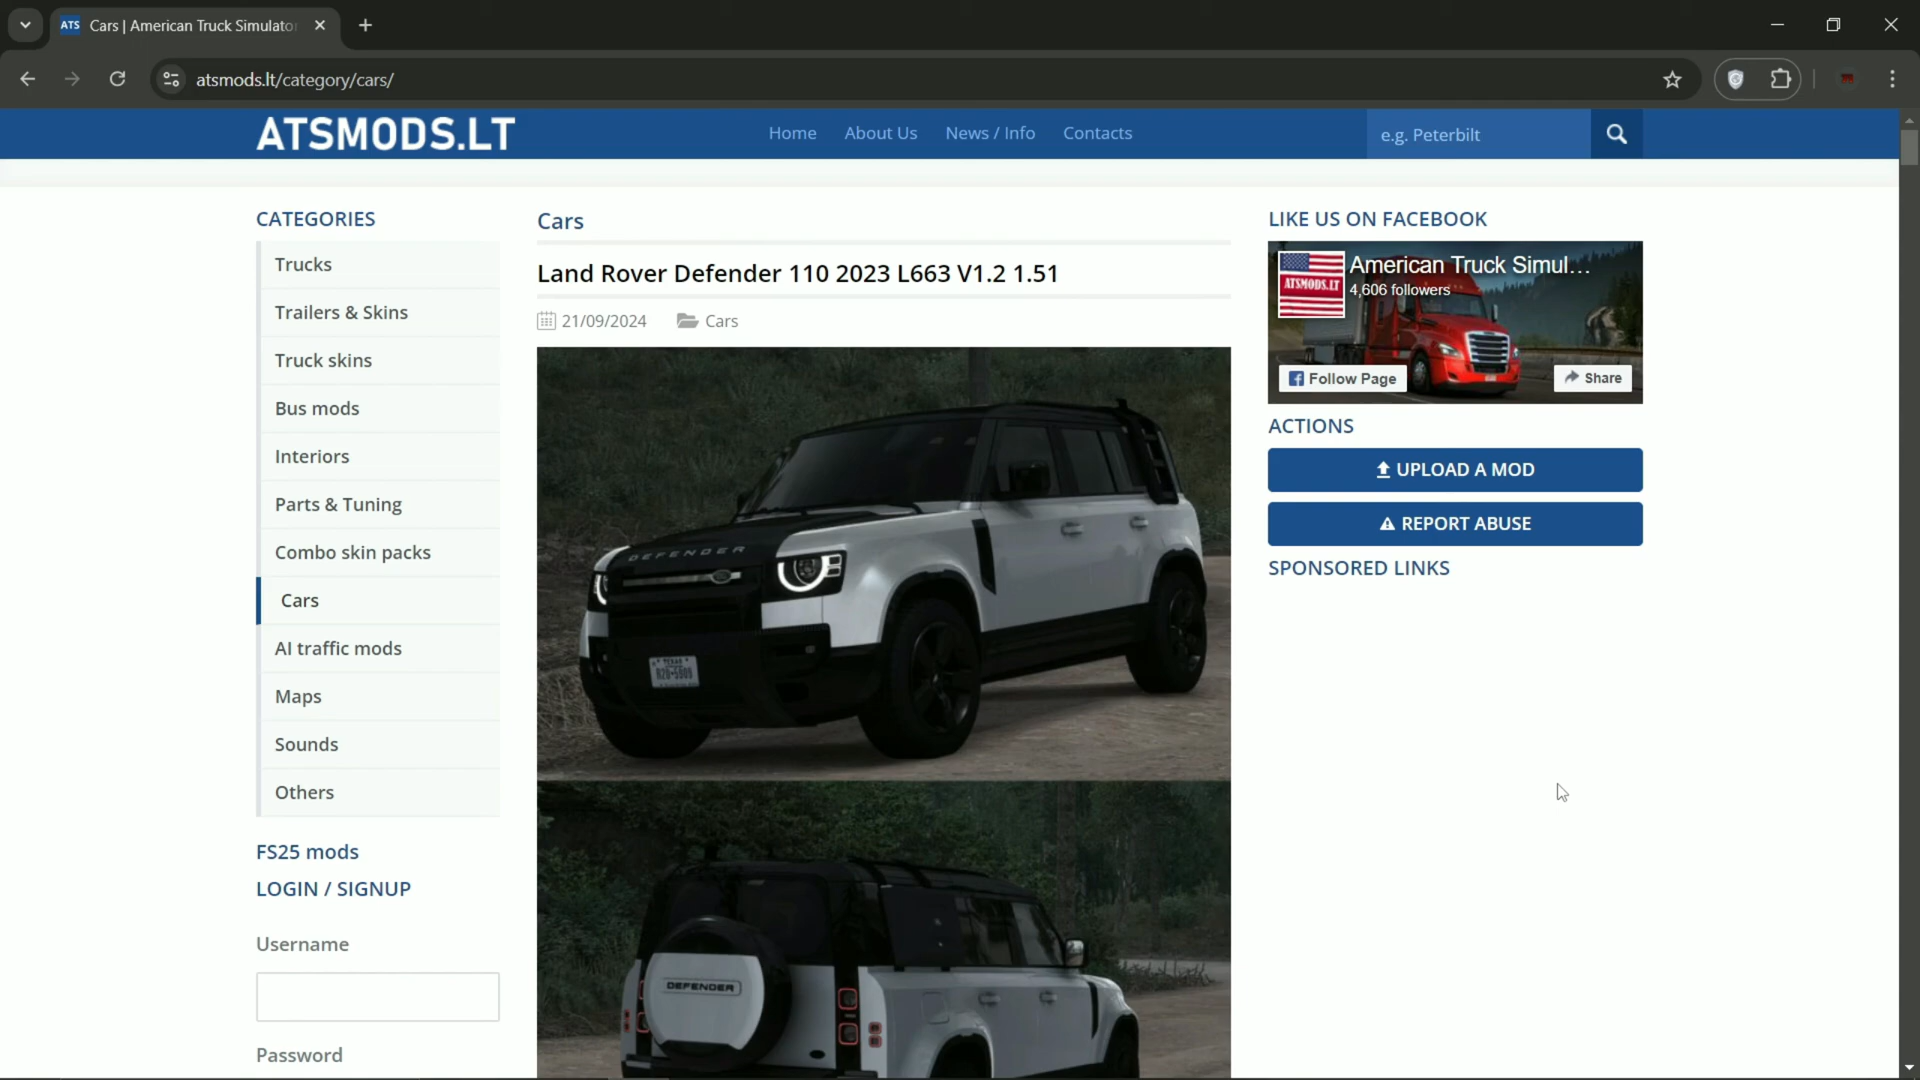 ATS Cars | American Truck Simulato
atsmods.lt/category/cars/
ATSMODS.LT
Home
About Us
News / Info
Contacts
e.g. Peterbilt
CATEGORIES
Trucks
Trailers & Skins
Truck skins
Bus mods
Interiors
Parts & Tuning
Combo skin packs
Cars
AI traffic mods
Maps
Sounds
Others
FS25 mods
LOGIN / SIGNUP
Username
Password
Cars
Land Rover Defender 110 2023 L663 V1.2 1.51
21/09/2024
Cars
DEFENDER
TEXAS
DEFENDER
LIKE US ON FACEBOOK
ATSMODS.LT
American Truck Simul...
4,606 followers
Follow Page
Share
ACTIONS
UPLOAD A MOD
REPORT ABUSE
SPONSORED LINKS